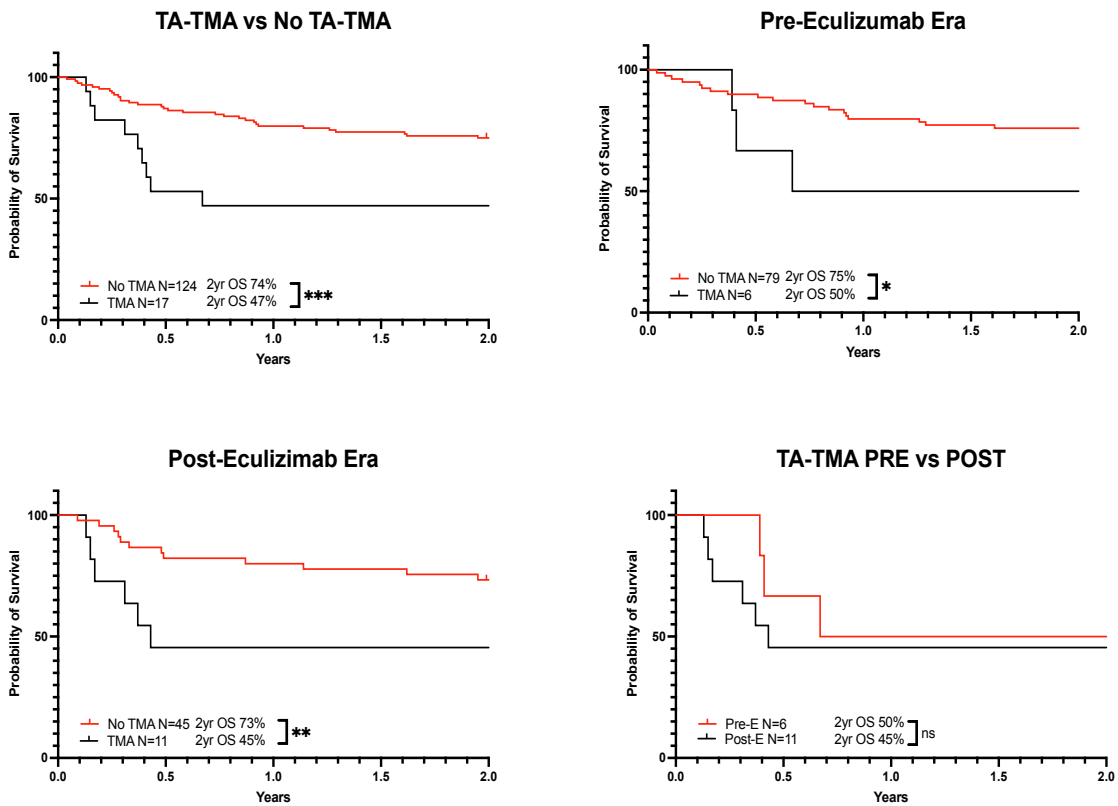 TA-TMA vs No TA-TMA
Probability of Survival
100
50
0
No TMA N=124 2yr OS 74%
TMA N=17 2yr OS 47%
***
0.0 0.5 1.0 1.5 2.0
Years
Pre-Eculizumab Era
Probability of Survival
100
50
0
No TMA N=79 2yr OS 75%
TMA N=6 2yr OS 50%
*
0.0 0.5 1.0 1.5 2.0
Years
Post-Eculizimab Era
Probability of Survival
100
50
0
No TMA N=45 2yr OS 73%
TMA N=11 2yr OS 45%
**
0.0 0.5 1.0 1.5 2.0
Years
TA-TMA PRE vs POST
Probability of Survival
100
50
0
Pre-E N=6 2yr OS 50%
Post-E N=11 2yr OS 45%
ns
0.0 0.5 1.0 1.5 2.0
Years